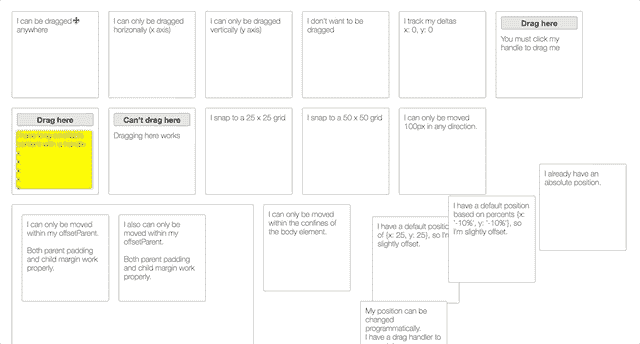 I can be dragged
anywhere
I can only be dragged
horizonally (x axis)
I can only be dragged
vertically (y axis)
I don't want to be
dragged
I track my deltas
x: 0, y: 0
Drag here
You must click my
handle to drag me
Drag here
Can't drag here
Dragging here works
I snap to a 25 x 25 grid
I snap to a 50 x 50 grid
I can only be moved
100px in any direction.
I already have an
absolute position.
I can only be moved
within my offsetParent.
Both parent padding
and child margin work
properly.
I also can only be
moved within my
offsetParent.
Both parent padding
and child margin work
properly.
I can only be moved
within the confines of
the body element.
I have a default position
of {x: 25, y: 25}, so I'm
slightly offset.
I have a default position
based on percents {x:
'-10%', y: '-10%'}, so
I'm slightly offset.
My position can be
changed
programmatically.
I have a drag handler to